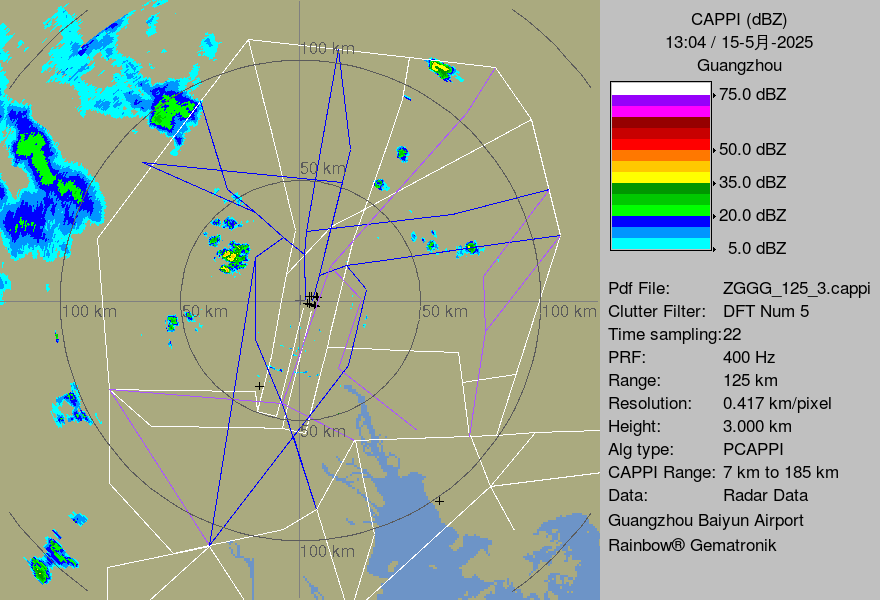 CAPPI (dBZ)
13:04 / 15-5月-2025
Guangzhou
75.0 dBZ
50.0 dBZ
35.0 dBZ
20.0 dBZ
5.0 dBZ
Pdf File: ZGGG_125_3.cappi
Clutter Filter: DFT Num 5
Time sampling:22
PRF: 400 Hz
Range: 125 km
Resolution: 0.417 km/pixel
Height: 3.000 km
Alg type: PCAPPI
CAPPI Range: 7 km to 185 km
Data: Radar Data
Guangzhou Baiyun Airport
Rainbow® Gematronik
100 km
50 km
100 km
50 km
50 km
100 km
50 km
100 km